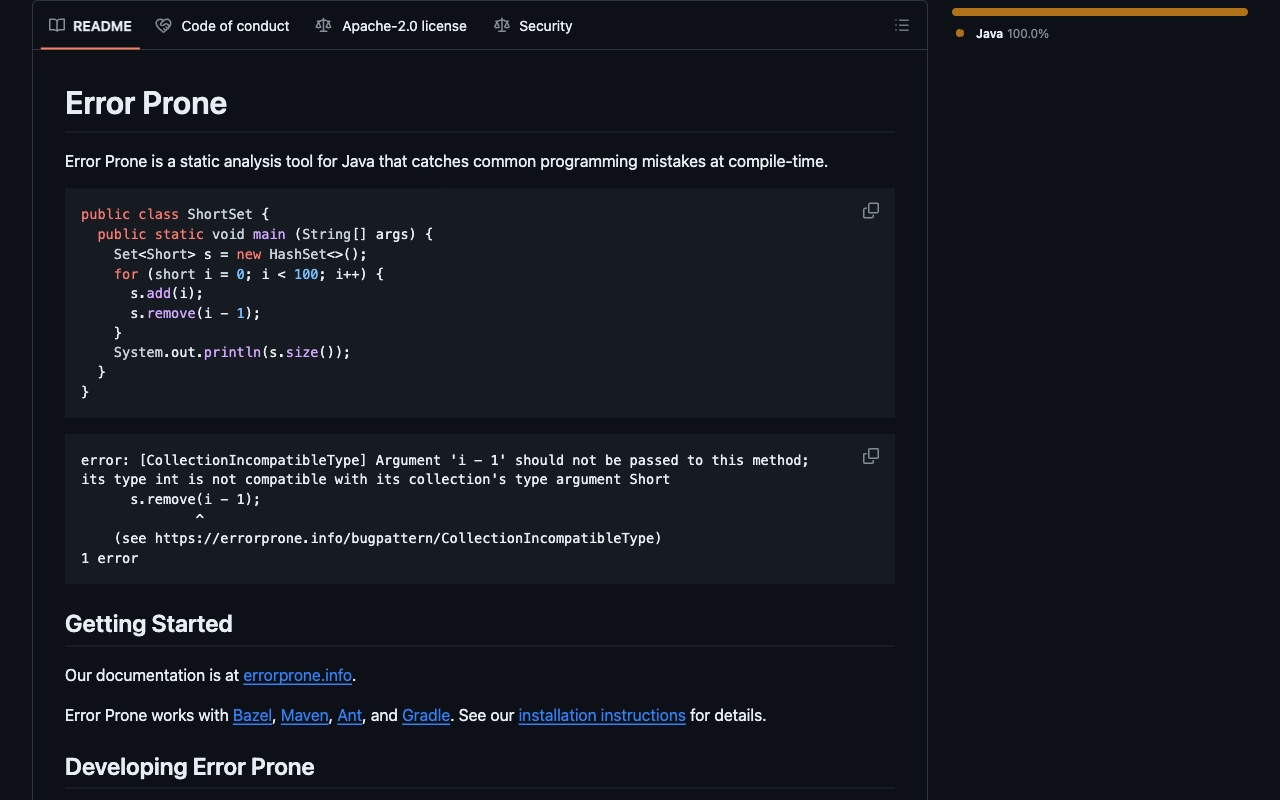 README
Code of conduct
Apache-2.0 license
Security
Java 100.0%
Error Prone
Error Prone is a static analysis tool for Java that catches common programming mistakes at compile-time.
public class ShortSet {
  public static void main (String[] args) {
    Set<Short> s = new HashSet<>();
    for (short i = 0; i < 100; i++) {
      s.add(i);
      s.remove(i - 1);
    }
    System.out.println(s.size());
  }
}
error: [CollectionIncompatibleType] Argument 'i - 1' should not be passed to this method;
its type int is not compatible with its collection's type argument Short
      s.remove(i - 1);
              ^
    (see https://errorprone.info/bugpattern/CollectionIncompatibleType)
1 error
Getting Started
Our documentation is at errorprone.info.
Error Prone works with Bazel, Maven, Ant, and Gradle. See our installation instructions for details.
Developing Error Prone